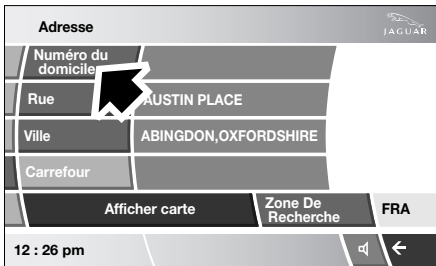 Adresse
JAGUAR
Numéro du
domicile
Rue
AUSTIN PLACE
Ville
ABINGDON,OXFORDSHIRE
Carrefour
Afficher carte
Zone De
Recherche
FRA
12 : 26 pm